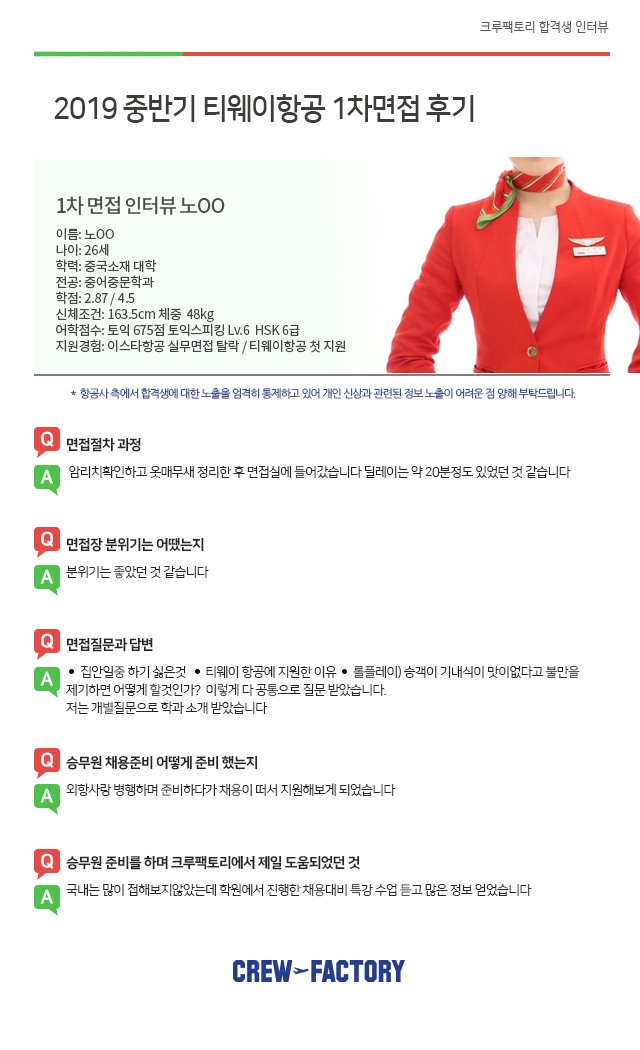 크루팩토리 합격생 인터뷰
2019 중반기 티웨이항공 1차면접 후기
1차 면접 인터뷰 노OO
이름: 노OO
나이: 26세
학력: 중국소재 대학
전공: 중어중문학과
학점: 2.87 / 4.5
신체조건: 163.5cm 체중 48kg
어학점수: 토익 675점 토익스피킹 Lv.6 HSK 6급
지원경험: 이스타항공 실무면접 탈락 / 티웨이항공 첫 지원
* 항공사 측에서 합격생에 대한 노출을 엄격히 통제하고 있어 개인 신상과 관련된 정보 노출이 어려운 점 양해 부탁드립니다.
Q 면접절차 과정
A 암리치확인하고 옷매무새 정리한 후 면접실에 들어갔습니다 딜레이는 약 20분정도 있었던 것 같습니다
Q 면접장 분위기는 어땠는지
A 분위기는 좋았던 것 같습니다
Q 면접질문과 답변
A • 집안일중 하기 싫은것 • 티웨이 항공에 지원한 이유 • 롤플레이) 승객이 기내식이 맛이없다고 불만을
제기하면 어떻게 할것인가? 이렇게 다 공통으로 질문 받았습니다.
저는 개별질문으로 학과 소개 받았습니다
Q 승무원 채용준비 어떻게 준비 했는지
A 외항사랑 병행하며 준비하다가 채용이 떠서 지원해보게 되었습니다
Q 승무원 준비를 하며 크루팩토리에서 제일 도움되었던 것
A 국내는 많이 접해보지않았는데 학원에서 진행한 채용대비 특강 수업 듣고 많은 정보 얻었습니다
CREW FACTORY